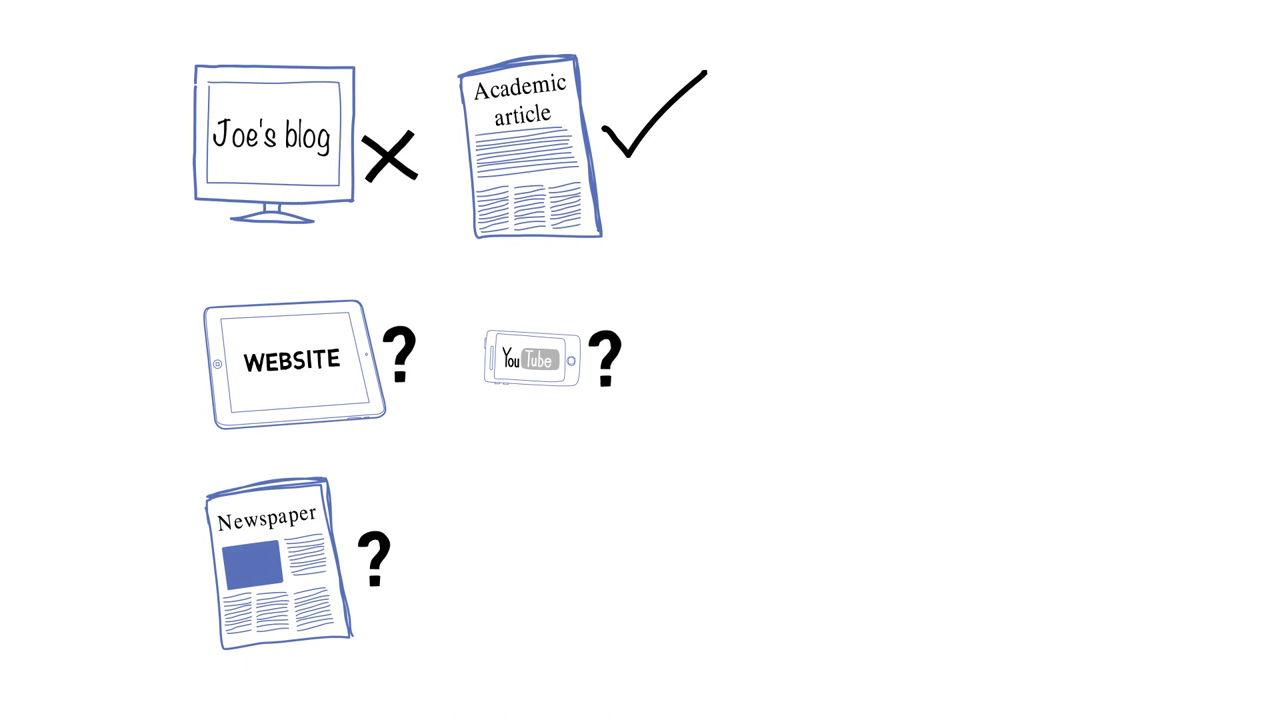 Joe's blog
Academic
article
WEBSITE
?
YouTube
?
Newspaper
?